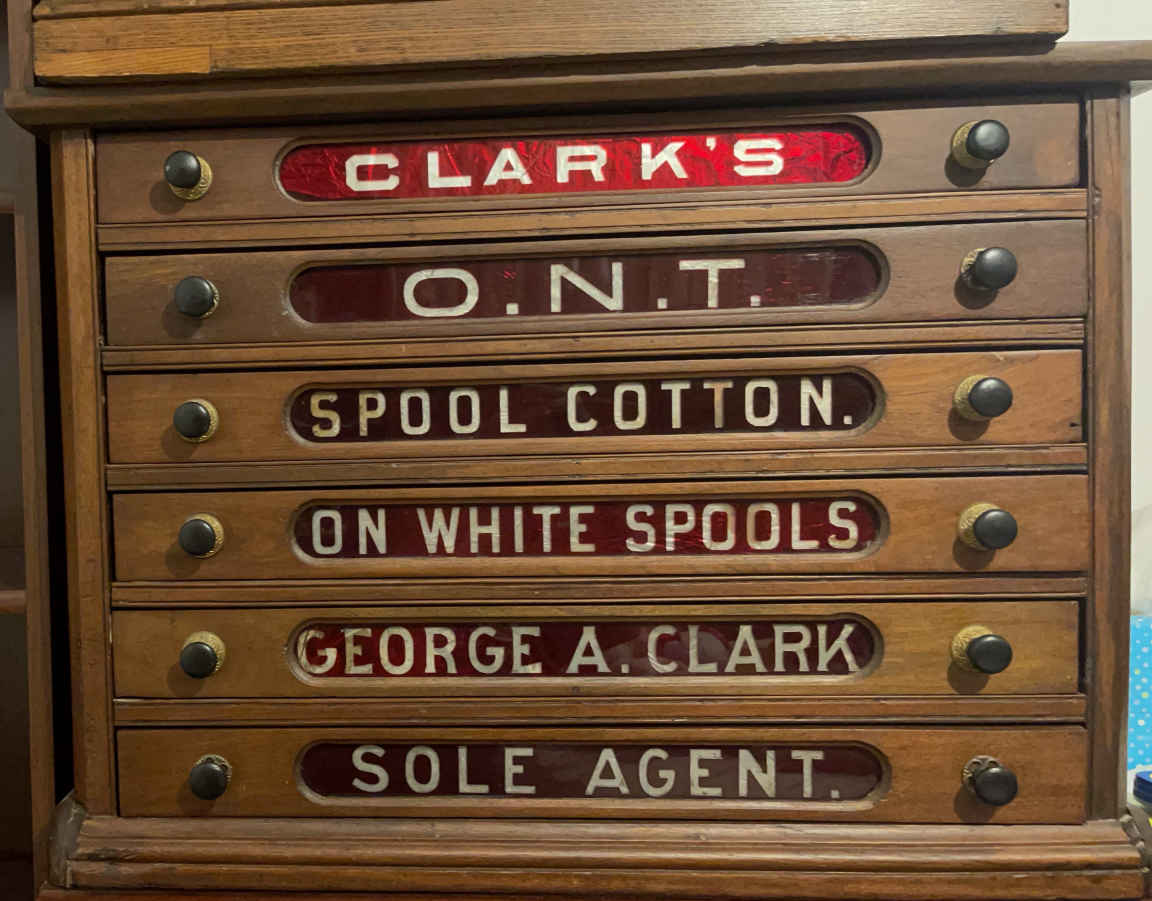 CLARK'S
O.N.T.
SPOOL COTTON.
ON WHITE SPOOLS
GEORGE A. CLARK
SOLE AGENT.